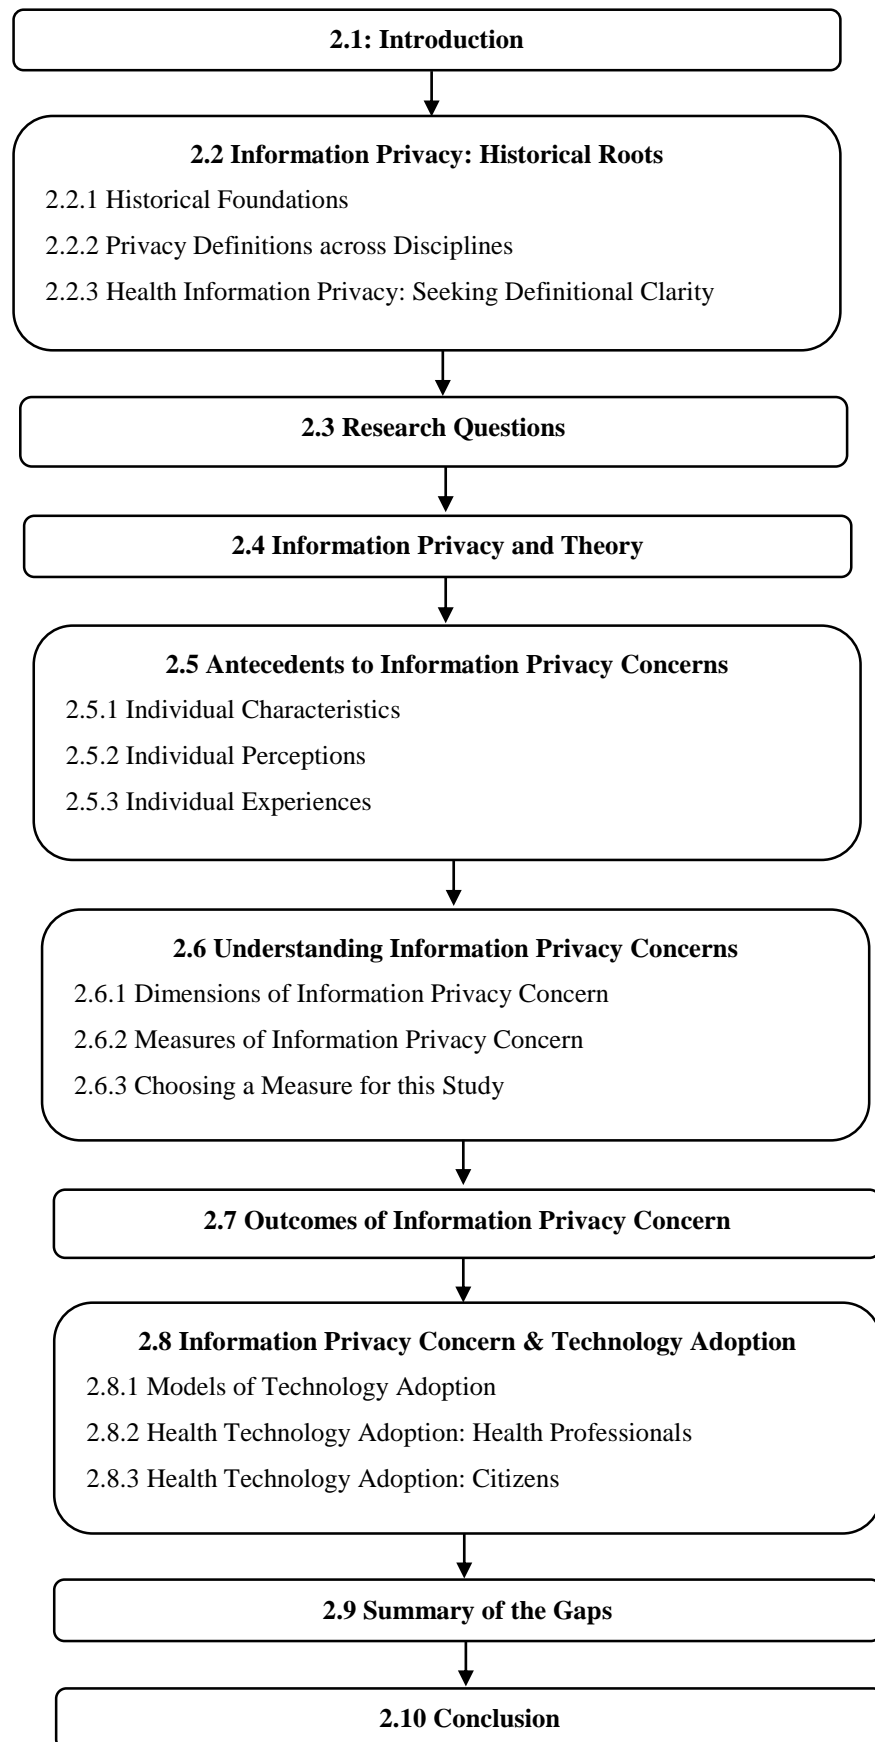 2.1: Introduction
2.2 Information Privacy: Historical Roots
2.2.1 Historical Foundations
2.2.2 Privacy Definitions across Disciplines
2.2.3 Health Information Privacy: Seeking Definitional Clarity
2.3 Research Questions
2.4 Information Privacy and Theory
2.5 Antecedents to Information Privacy Concerns
2.5.1 Individual Characteristics
2.5.2 Individual Perceptions
2.5.3 Individual Experiences
2.6 Understanding Information Privacy Concerns
2.6.1 Dimensions of Information Privacy Concern
2.6.2 Measures of Information Privacy Concern
2.6.3 Choosing a Measure for this Study
2.7 Outcomes of Information Privacy Concern
2.8 Information Privacy Concern & Technology Adoption
2.8.1 Models of Technology Adoption
2.8.2 Health Technology Adoption: Health Professionals
2.8.3 Health Technology Adoption: Citizens
2.9 Summary of the Gaps
2.10 Conclusion